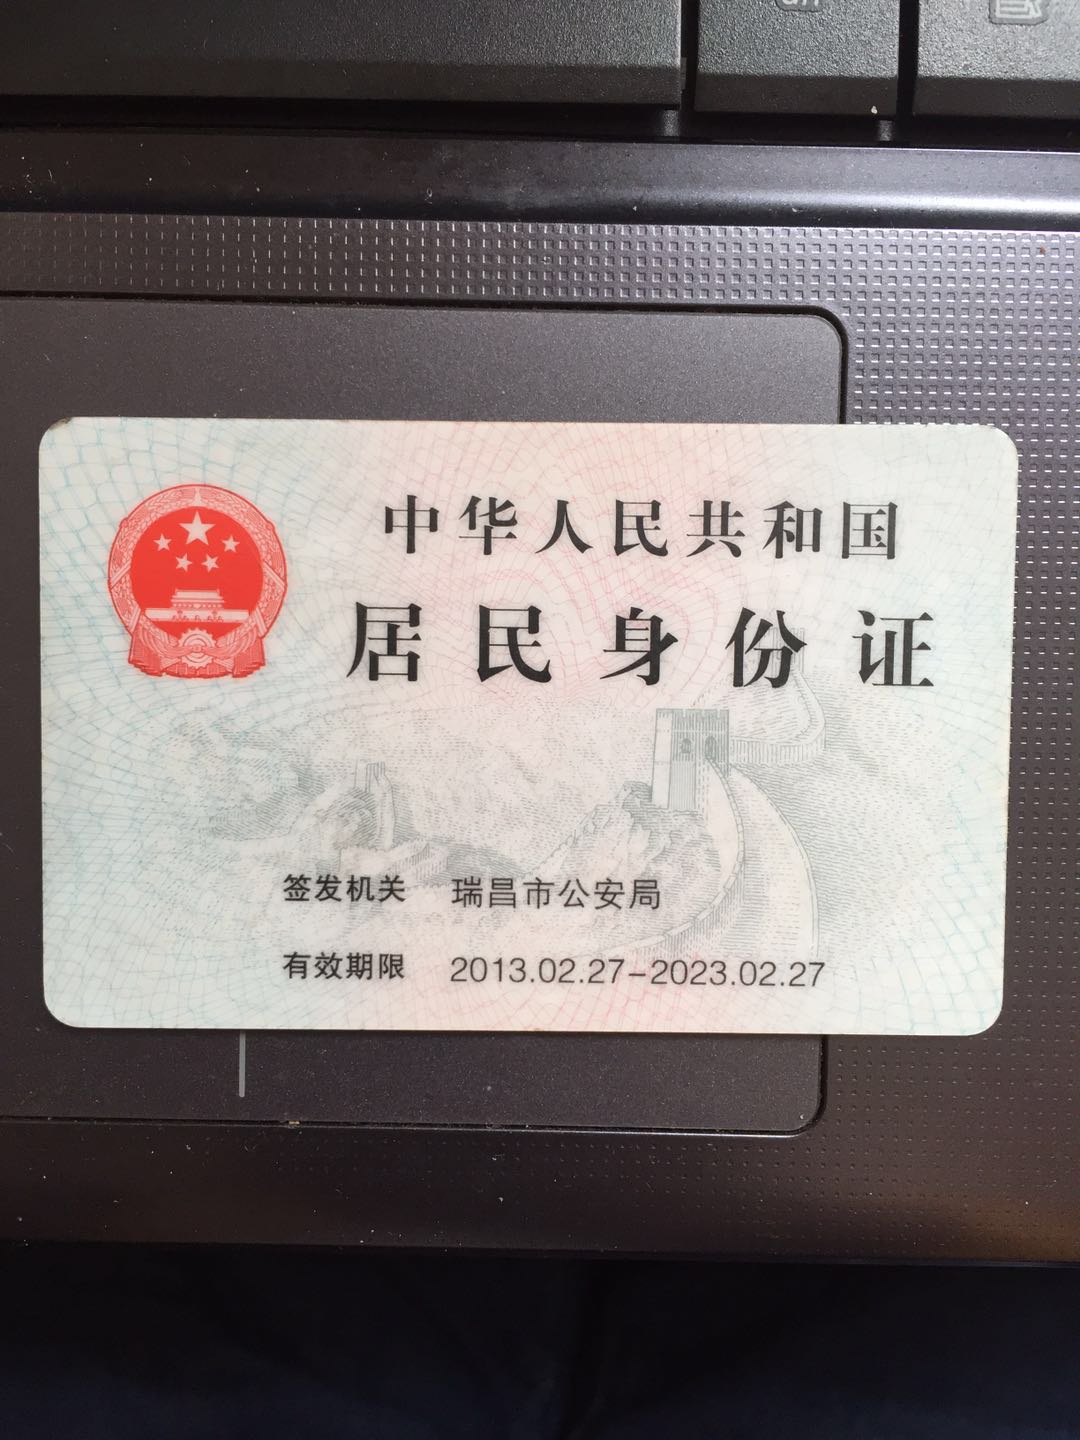 中华人民共和国
居民身份证
签发机关 瑞昌市公安局
有效期限 2013.02.27-2023.02.27